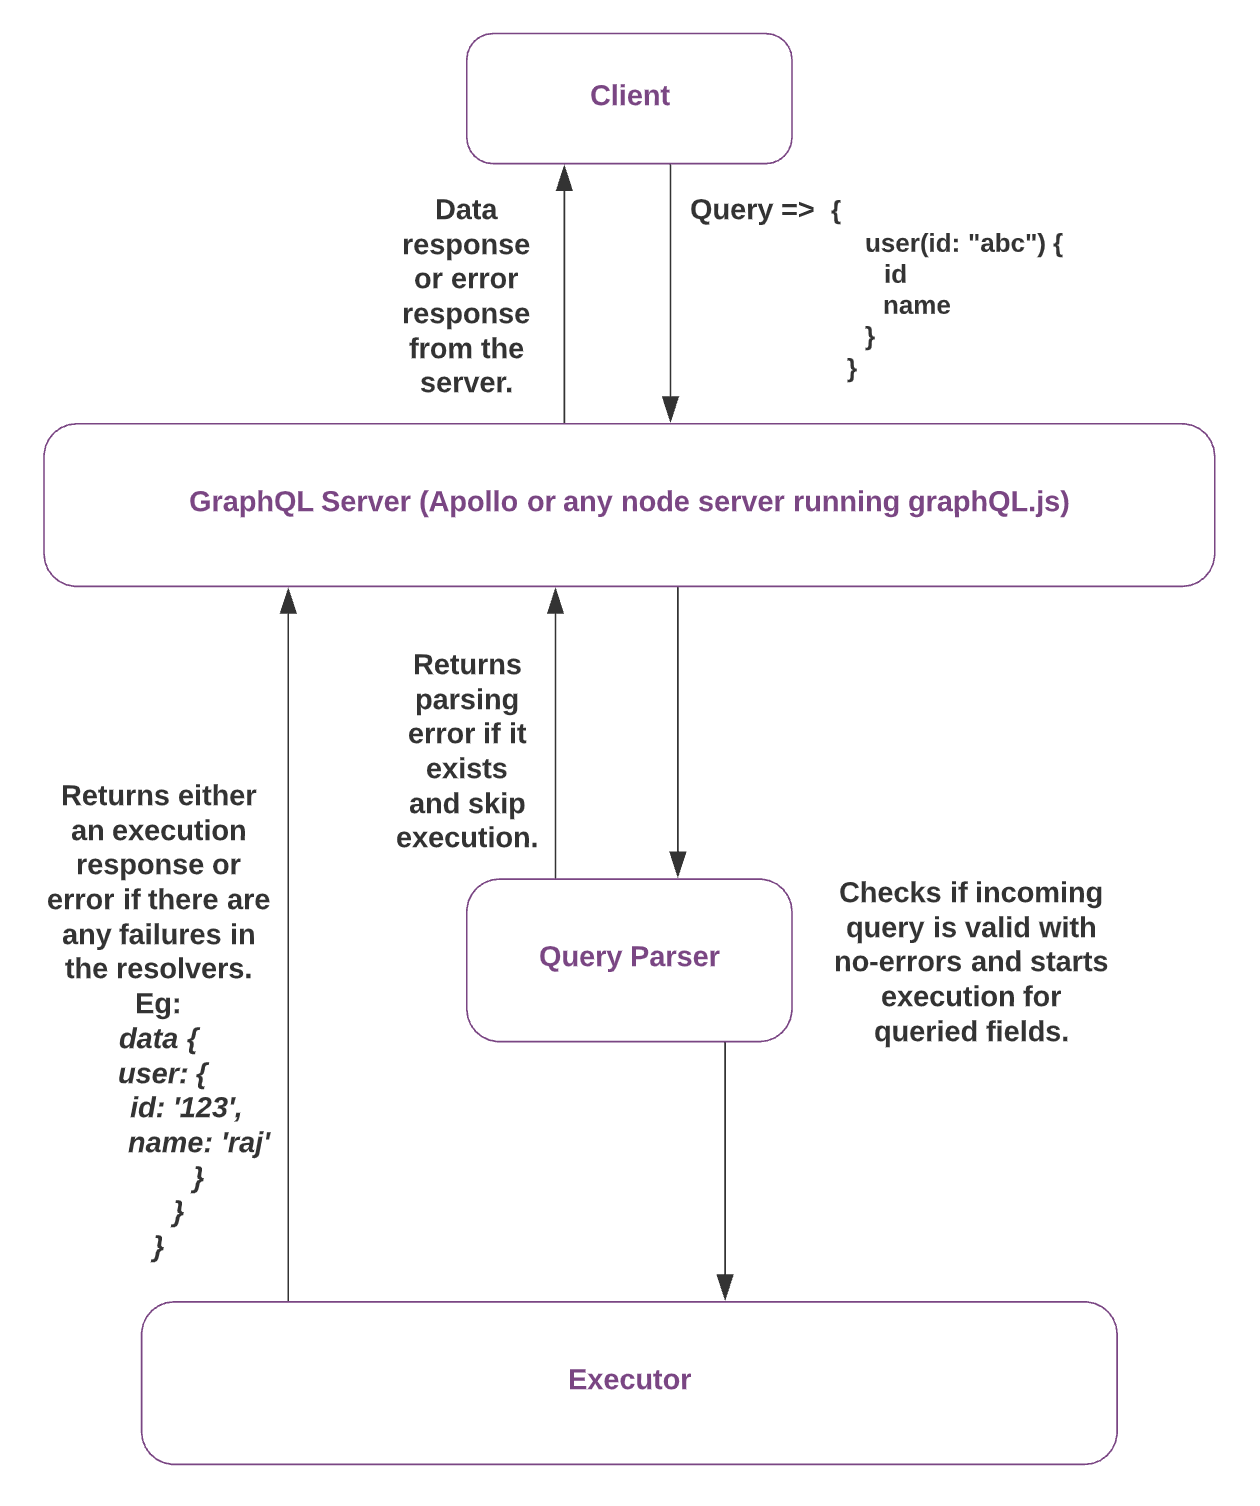 Client
Data
response
or error
response
from the
server.
Query => {
user(id: "abc") {
id
name
}
}
GraphQL Server (Apollo or any node server running graphQL.js)
Returns
parsing
error if it
exists
and skip
execution.
Returns either
an execution
response or
error if there are
any failures in
the resolvers.
Eg:
data {
user: {
id: '123',
name: 'raj'
}
}
}
Query Parser
Checks if incoming
query is valid with
no-errors and starts
execution for
queried fields.
Executor